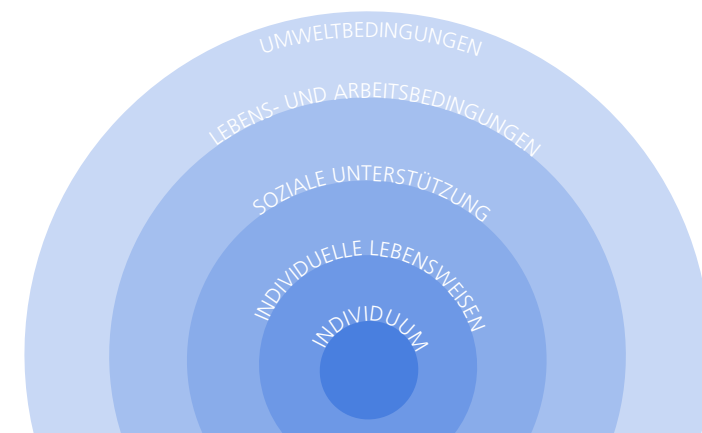 UMWELTBEDINGUNGEN
LEBENS- UND ARBEITSBEDINGUNGEN
SOZIALE UNTERSTÜTZUNG
INDIVIDUELLE LEBENSWEISEN
INDIVIDUUM